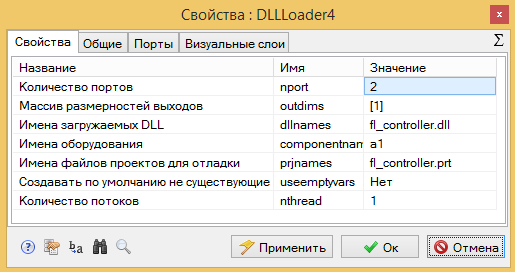 Свойства : DLLLoader4
x
Свойства Общие Порты Визуальные слои Σ
Название Имя Значение
Количество портов nport 2
Массив размерностей выходов outdims [1]
Имена загружаемых DLL dllnames fl_controller.dll
Имена оборудования componentnam a1
Имена файлов проектов для отладки prjnames fl_controller.prt
Создавать по умолчанию не существующие useemptyvars Нет
Количество потоков nthread 1
Применить Ок Отмена